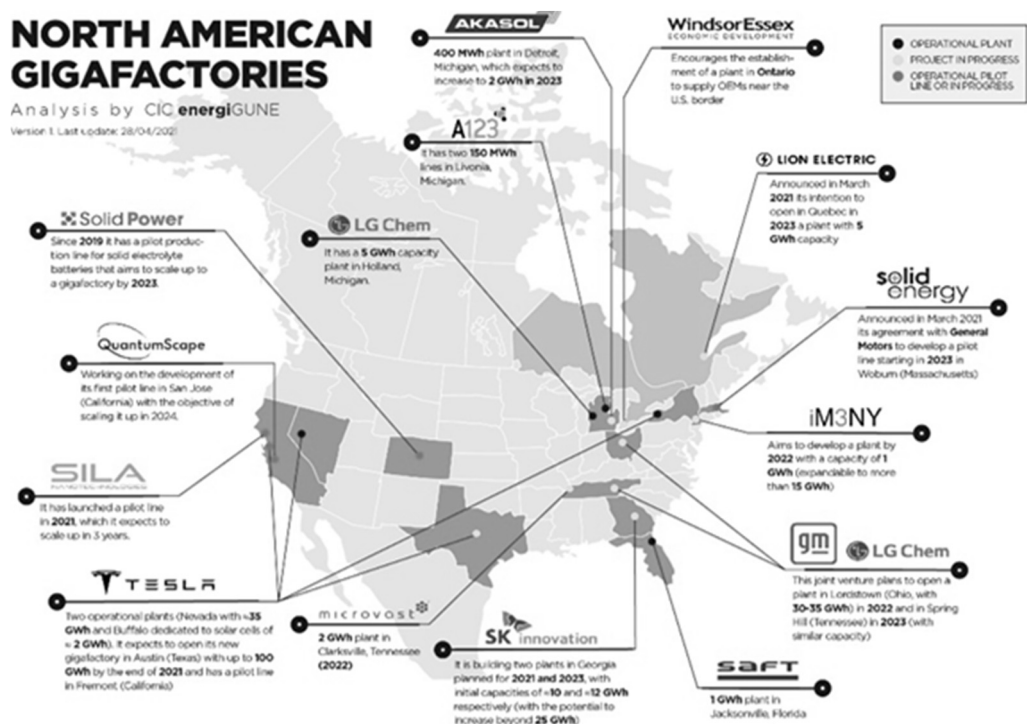 NORTH AMERICAN
GIGAFACTORIES
Analysis by CIC energiGUNE
Version 1. Last update: 28/04/2021
AKASOL
400 MWh plant in Detroit,
Michigan, which expects to
increase to 2 GWh in 2023
WindsorEssex
ECONOMIC DEVELOPMENT
Encourages the establish-
ment of a plant in Ontario
to supply OEMs near the
U.S. border
OPERATIONAL PLANT
PROJECT IN PROGRESS
OPERATIONAL PILOT
LINE OR IN PROGRESS
A123
It has two 150 MWh
lines in Livonia,
Michigan.
LION ELECTRIC
Announced in March
2021 its intention to
open in Quebec in
2023 a plant with 5
GWh capacity
Solid Power
Since 2019 it has a pilot produc-
tion line for solid electrolyte
batteries that aims to scale up to
a gigafactory by 2023.
LG Chem
It has a 5 GWh capacity
plant in Holland,
Michigan.
solid
energy
Announced in March 2021
its agreement with General
Motors to develop a pilot
line starting in 2023 in
Woburn (Massachusetts)
QuantumScape
Working on the development of
its first pilot line in San Jose
(California) with the objective of
scaling it up in 2024.
iM3NY
Aims to develop a plant by
2022 with a capacity of 1
GWh (expandable to more
than 15 GWh)
SILA
NANOTECHNOLOGIES
It has launched a pilot line
in 2021, which it expects to
scale up in 3 years.
gm LG Chem
This joint venture plans to open a
plant in Lordstown (Ohio, with
30-35 GWh) in 2022 and in Spring
Hill (Tennessee) in 2023 (with
similar capacity)
TESLA
Two operational plants (Nevada with ≈35
GWh and Buffalo dedicated to solar cells of
≈ 2 GWh). It expects to open its new
gigafactory in Austin (Texas) with up to 100
GWh by the end of 2021 and has a pilot line
in Fremont (California)
microvast
2 GWh plant in
Clarksville, Tennessee
(2022)
SK innovation
It is building two plants in Georgia
planned for 2021 and 2023, with
initial capacities of ≈10 and ≈12 GWh
respectively (with the potential to
increase beyond 25 GWh)
saft
1 GWh plant in
Jacksonville, Florida